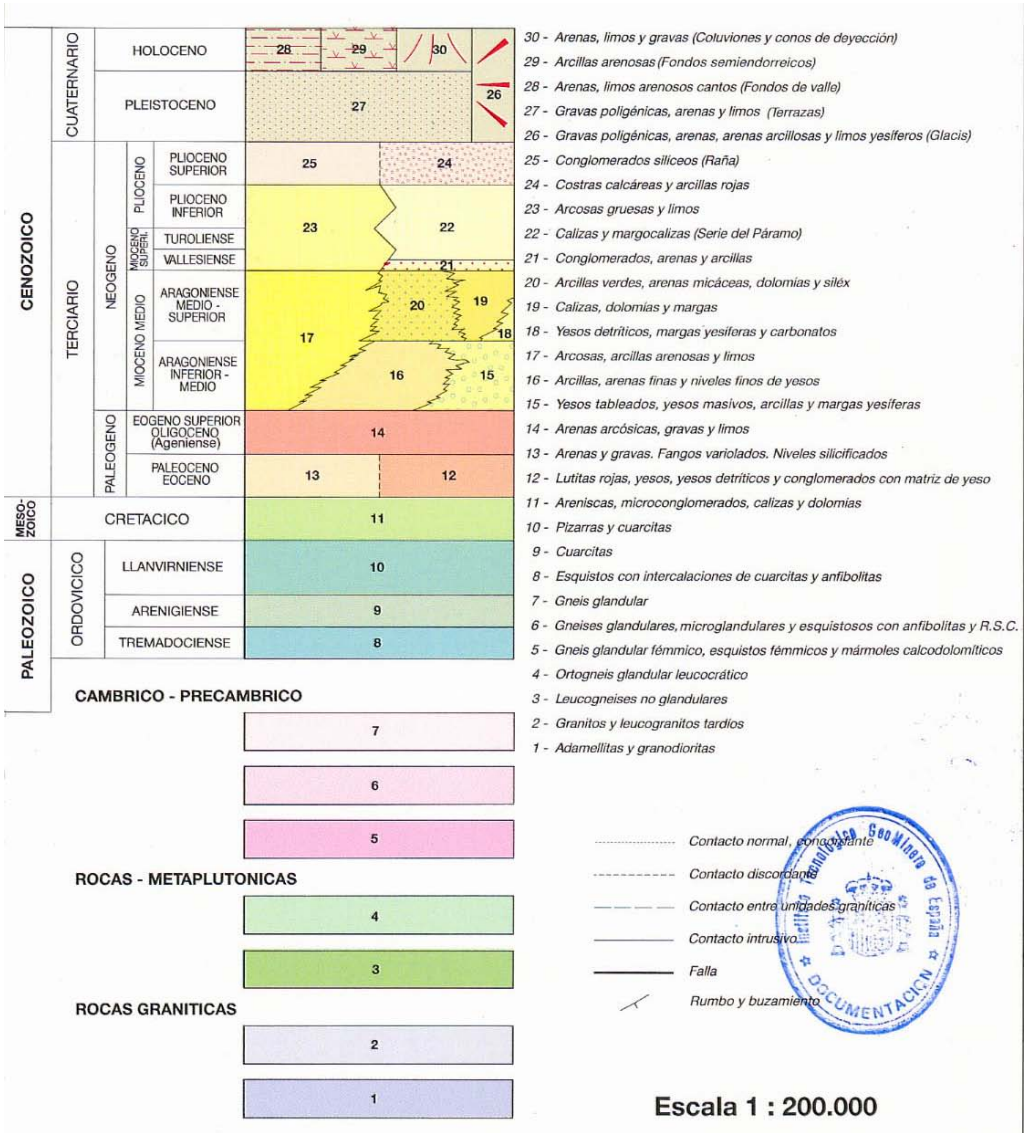 CENOZOICO
CUATERNARIO
HOLOCENO
28
29
30
PLEISTOCENO
27
26
TERCIARIO
NEOGENO
PLIOCENO
PLIOCENO
SUPERIOR
25
24
PLIOCENO
INFERIOR
23
22
MIOCENO
SUPERI.
TUROLIENSE
VALLESIENSE
21
MIOCENO MEDIO
ARAGONIENSE
MEDIO -
SUPERIOR
20
19
18
17
ARAGONIENSE
INFERIOR -
MEDIO
16
15
PALEOGENO
EOGENO SUPERIOR
OLIGOCENO
(Ageniense)
14
PALEOCENO
EOCENO
13
12
MESO-
ZOICO
CRETACICO
11
PALEOZOICO
ORDOVICICO
LLANVIRNIENSE
10
ARENIGIENSE
9
TREMADOCIENSE
8
CAMBRICO - PRECAMBRICO
7
6
5
ROCAS - METAPLUTONICAS
4
3
ROCAS GRANITICAS
2
1
30 - Arenas, limos y gravas (Coluviones y conos de deyección)
29 - Arcillas arenosas (Fondos semiendorreicos)
28 - Arenas, limos arenosos cantos (Fondos de valle)
27 - Gravas poligénicas, arenas y limos (Terrazas)
26 - Gravas poligénicas, arenas, arenas arcillosas y limos yesíferos (Glacis)
25 - Conglomerados silíceos (Raña)
24 - Costras calcáreas y arcillas rojas
23 - Arcosas gruesas y limos
22 - Calizas y margocalizas (Serie del Páramo)
21 - Conglomerados, arenas y arcillas
20 - Arcillas verdes, arenas micáceas, dolomías y siléx
19 - Calizas, dolomías y margas
18 - Yesos detríticos, margas yesíferas y carbonatos
17 - Arcosas, arcillas arenosas y limos
16 - Arcillas, arenas finas y niveles finos de yesos
15 - Yesos tableados, yesos masivos, arcillas y margas yesíferas
14 - Arenas arcósicas, gravas y limos
13 - Arenas y gravas. Fangos variolados. Niveles silicificados
12 - Lutitas rojas, yesos, yesos detríticos y conglomerados con matriz de yeso
11 - Areniscas, microconglomerados, calizas y dolomías
10 - Pizarras y cuarcitas
9 - Cuarcitas
8 - Esquistos con intercalaciones de cuarcitas y anfibolitas
7 - Gneis glandular
6 - Gneises glandulares, microglandulares y esquistosos con anfibolitas y R.S.C.
5 - Gneis glandular fémmico, esquistos fémmicos y mármoles calcodolomíticos
4 - Ortogneis glandular leucocrático
3 - Leucogneises no glandulares
2 - Granitos y leucogranitos tardíos
1 - Adamellitas y granodioritas
Contacto normal, concordante
Contacto discordante
Contacto entre unidades graníticas
Contacto intrusivo
Falla
Rumbo y buzamiento
Instituto Tecnológico GeoMinero de España
DOCUMENTACION
Escala 1 : 200.000